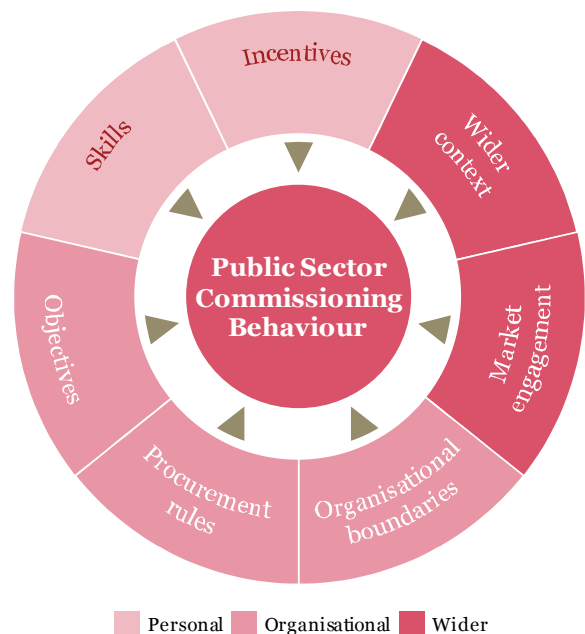 Incentives
Wider
context
Market
engagement
Organisational
boundaries
Procurement
rules
Objectives
Skills
Public Sector
Commissioning
Behaviour
Personal Organisational Wider